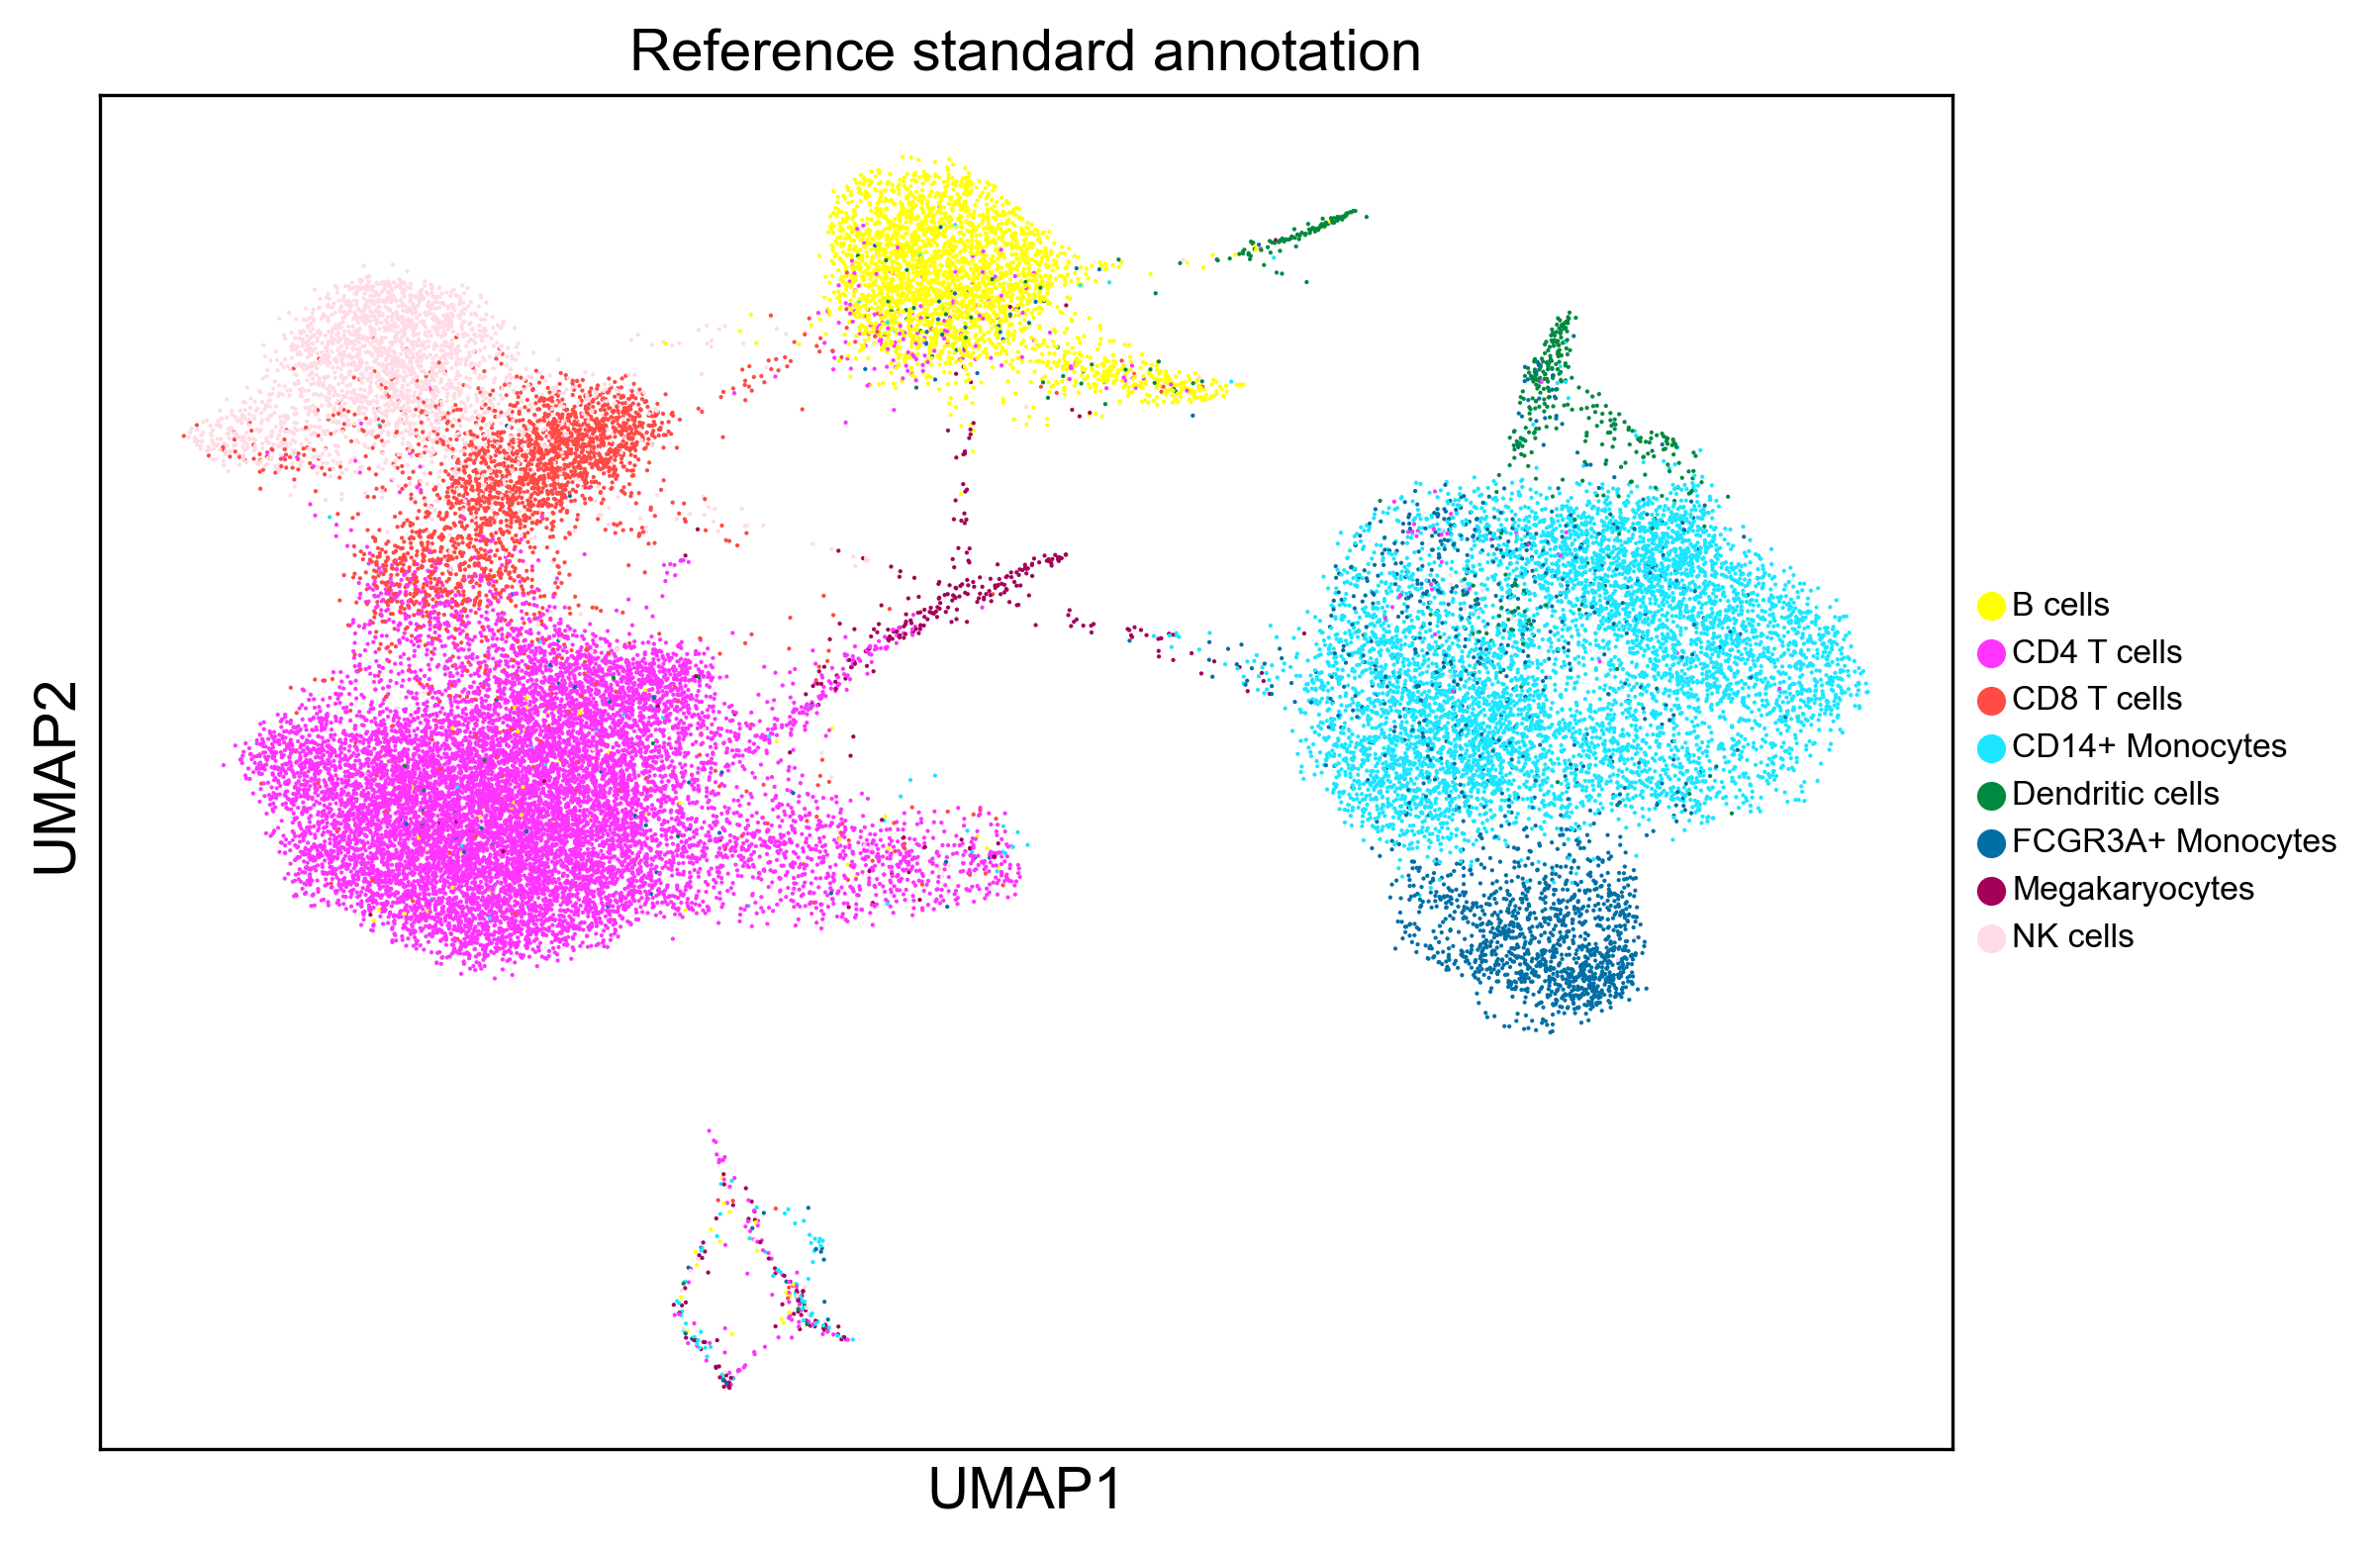 Reference standard annotation
UMAP2
B cells
CD4 T cells
CD8 T cells
CD14+ Monocytes
Dendritic cells
FCGR3A+ Monocytes
Megakaryocytes
NK cells
UMAP1